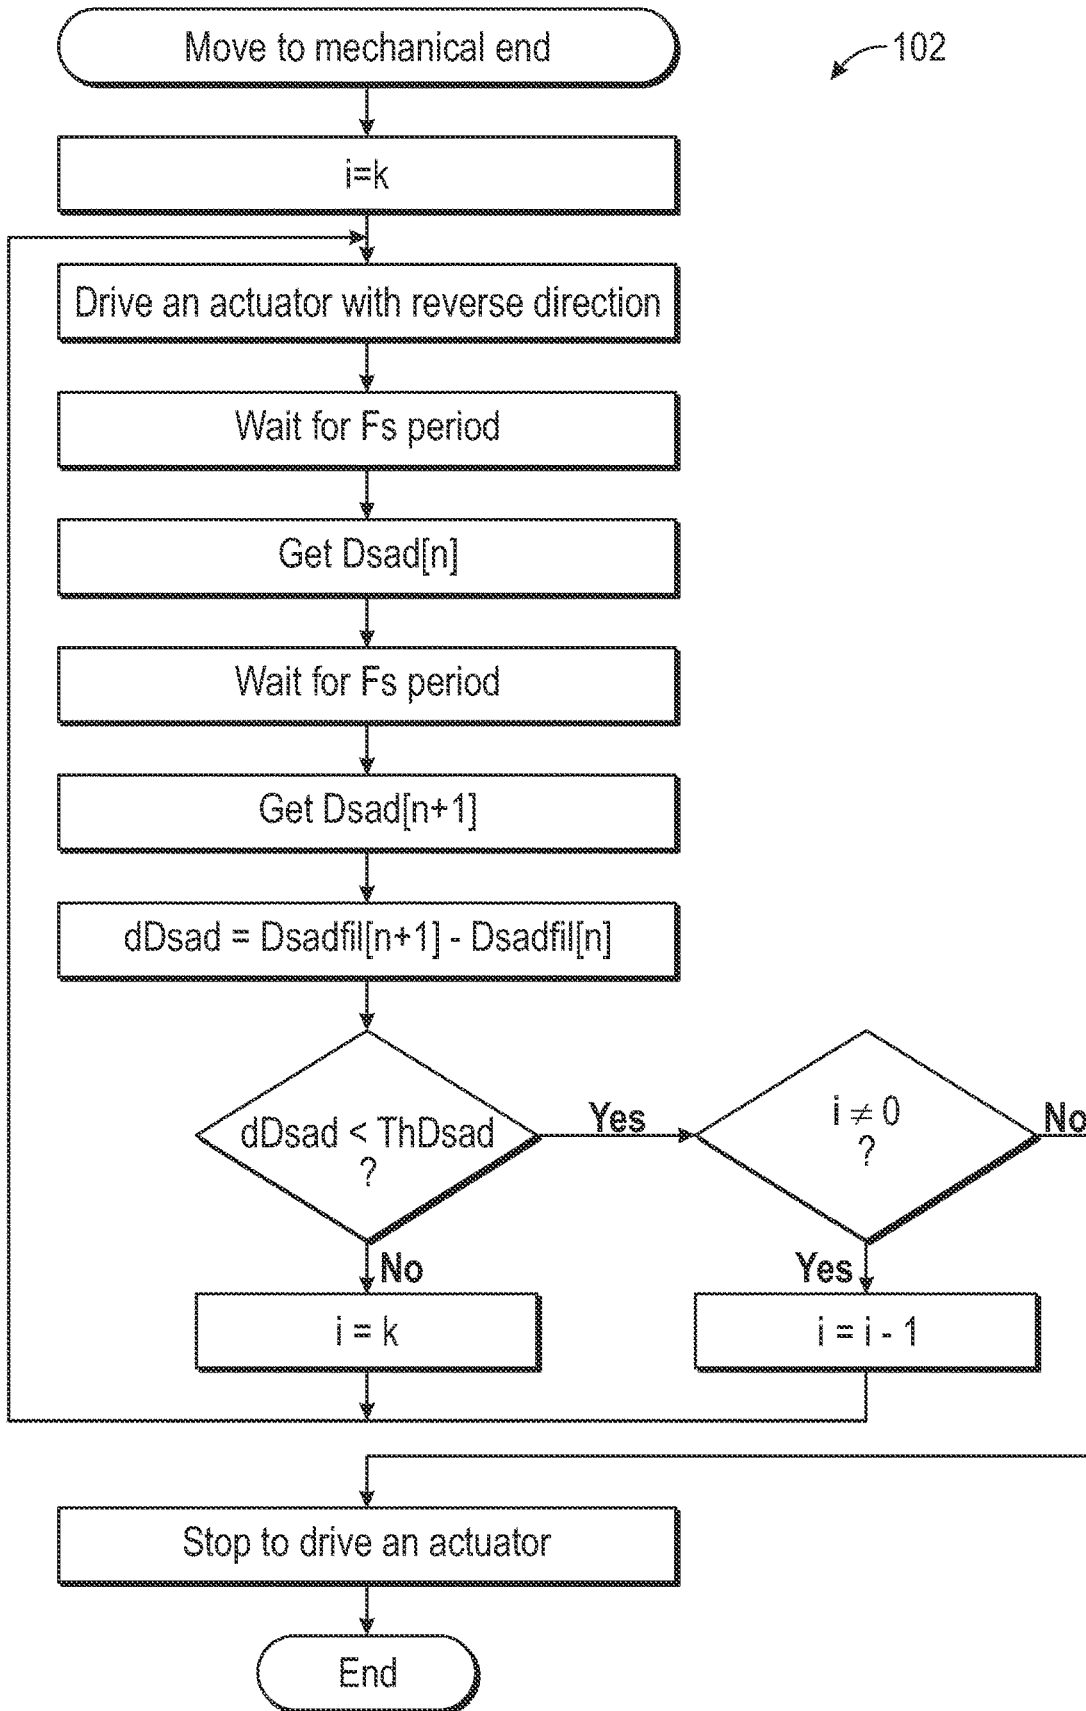 Move to mechanical end
102
i=k
Drive an actuator with reverse direction
Wait for Fs period
Get Dsad[n]
Wait for Fs period
Get Dsad[n+1]
dDsad = Dsadfil[n+1] - Dsadfil[n]
dDsad < ThDsad
?
Yes
i ≠ 0
?
No
No
Yes
i = k
i = i - 1
Stop to drive an actuator
End